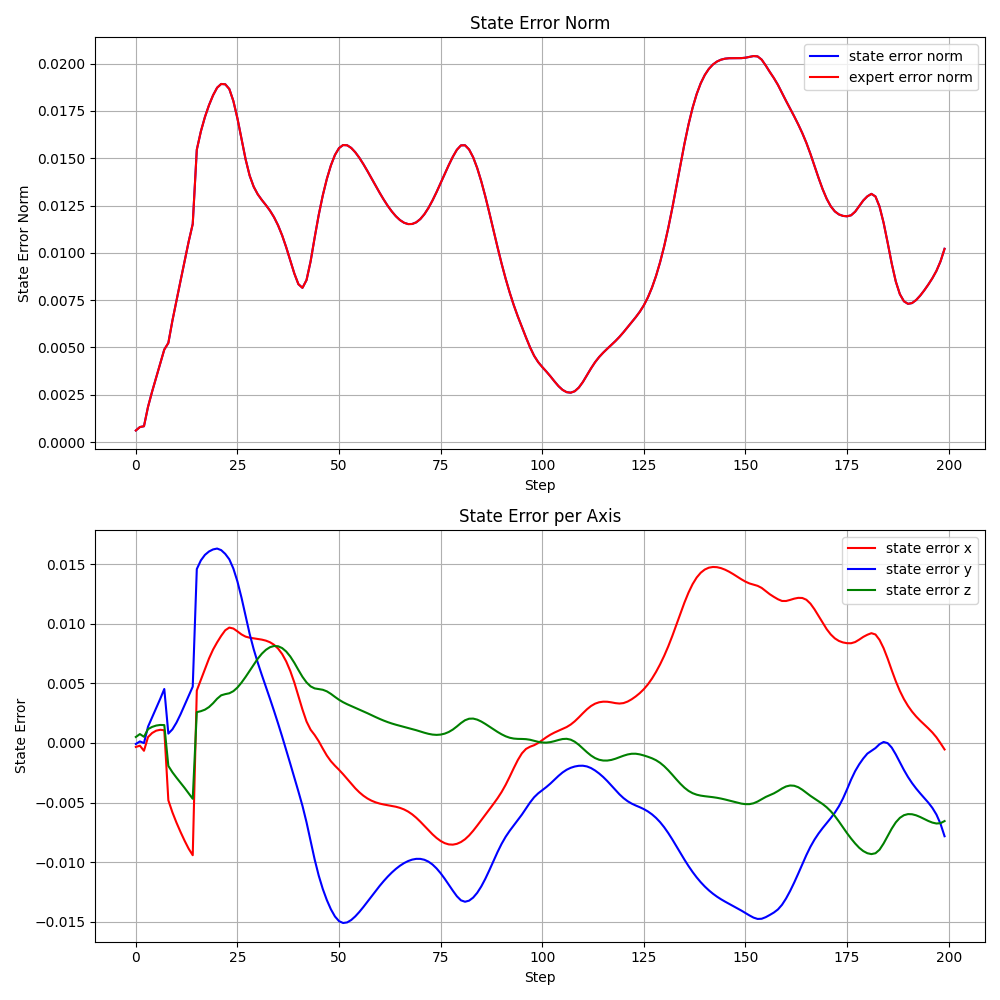 State Error Norm
state error norm
expert error norm
State Error Norm
0.0200
0.0175
0.0150
0.0125
0.0100
0.0075
0.0050
0.0025
0.0000
0 25 50 75 100 125 150 175 200
Step
State Error per Axis
state error x
state error y
state error z
State Error
0.015
0.010
0.005
0.000
−0.005
−0.010
−0.015
0 25 50 75 100 125 150 175 200
Step